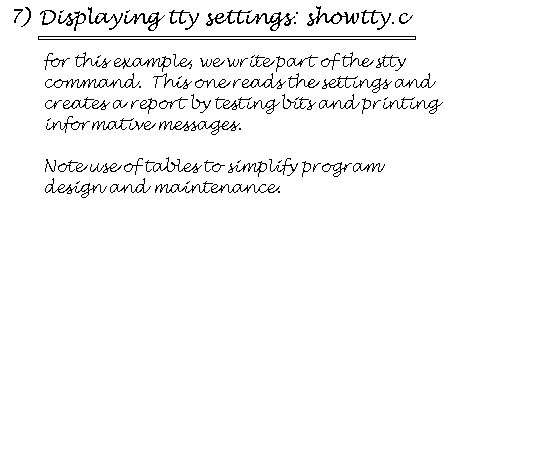 7) Displaying tty settings: showtty.c
for this example, we write part of the stty
command. This one reads the settings and
creates a report by testing bits and printing
informative messages.
Note use of tables to simplify program
design and maintenance.